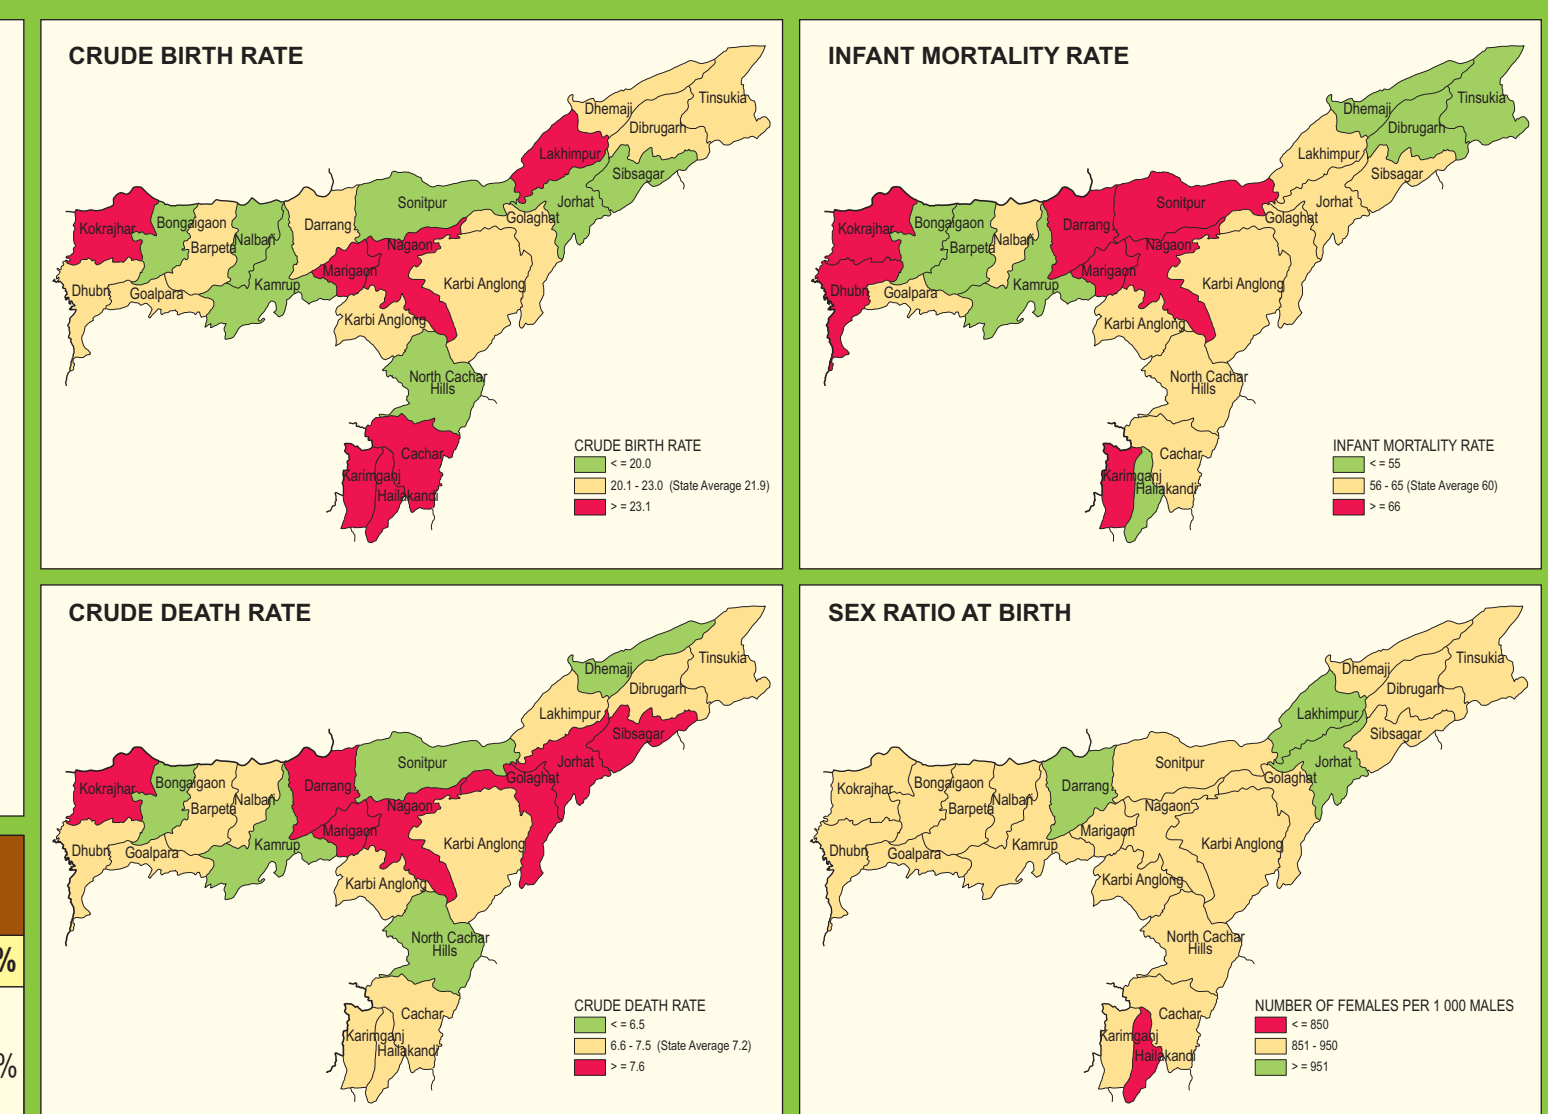 CRUDE BIRTH RATE
Dhemaji
Tinsukia
Dibrugarh
Lakhimpur
Sibsagar
Sonitpur
Jorhat
Golaghat
Kokrajhar
Bongaigaon
Darrang
Barpeta
Nalbari
Nagaon
Marigaon
Dhubri
Goalpara
Kamrup
Karbi Anglong
Karbi Anglong
North Cachar
Hills
Cachar
Karimganj
Hailakandi
CRUDE BIRTH RATE
< = 20.0
20.1 - 23.0 (State Average 21.9)
> = 23.1
INFANT MORTALITY RATE
Dhemaji
Tinsukia
Dibrugarh
Lakhimpur
Sibsagar
Sonitpur
Jorhat
Golaghat
Kokrajhar
Bongaigaon
Darrang
Barpeta
Nalbari
Nagaon
Marigaon
Dhubri
Goalpara
Kamrup
Karbi Anglong
Karbi Anglong
North Cachar
Hills
Cachar
Karimganj
Hailakandi
INFANT MORTALITY RATE
< = 55
56 - 65 (State Average 60)
> = 66
CRUDE DEATH RATE
Dhemaji
Tinsukia
Dibrugarh
Lakhimpur
Sibsagar
Sonitpur
Jorhat
Golaghat
Kokrajhar
Bongaigaon
Darrang
Barpeta
Nalbari
Nagaon
Marigaon
Dhubri
Goalpara
Kamrup
Karbi Anglong
Karbi Anglong
North Cachar
Hills
Cachar
Karimganj
Hailakandi
CRUDE DEATH RATE
< = 6.5
6.6 - 7.5 (State Average 7.2)
> = 7.6
SEX RATIO AT BIRTH
Dhemaji
Tinsukia
Dibrugarh
Lakhimpur
Sibsagar
Sonitpur
Jorhat
Golaghat
Kokrajhar
Bongaigaon
Darrang
Barpeta
Nalbari
Nagaon
Marigaon
Dhubri
Goalpara
Kamrup
Karbi Anglong
Karbi Anglong
North Cachar
Hills
Cachar
Karimganj
Hailakandi
NUMBER OF FEMALES PER 1 000 MALES
< = 850
851 - 950
> = 951
%
%